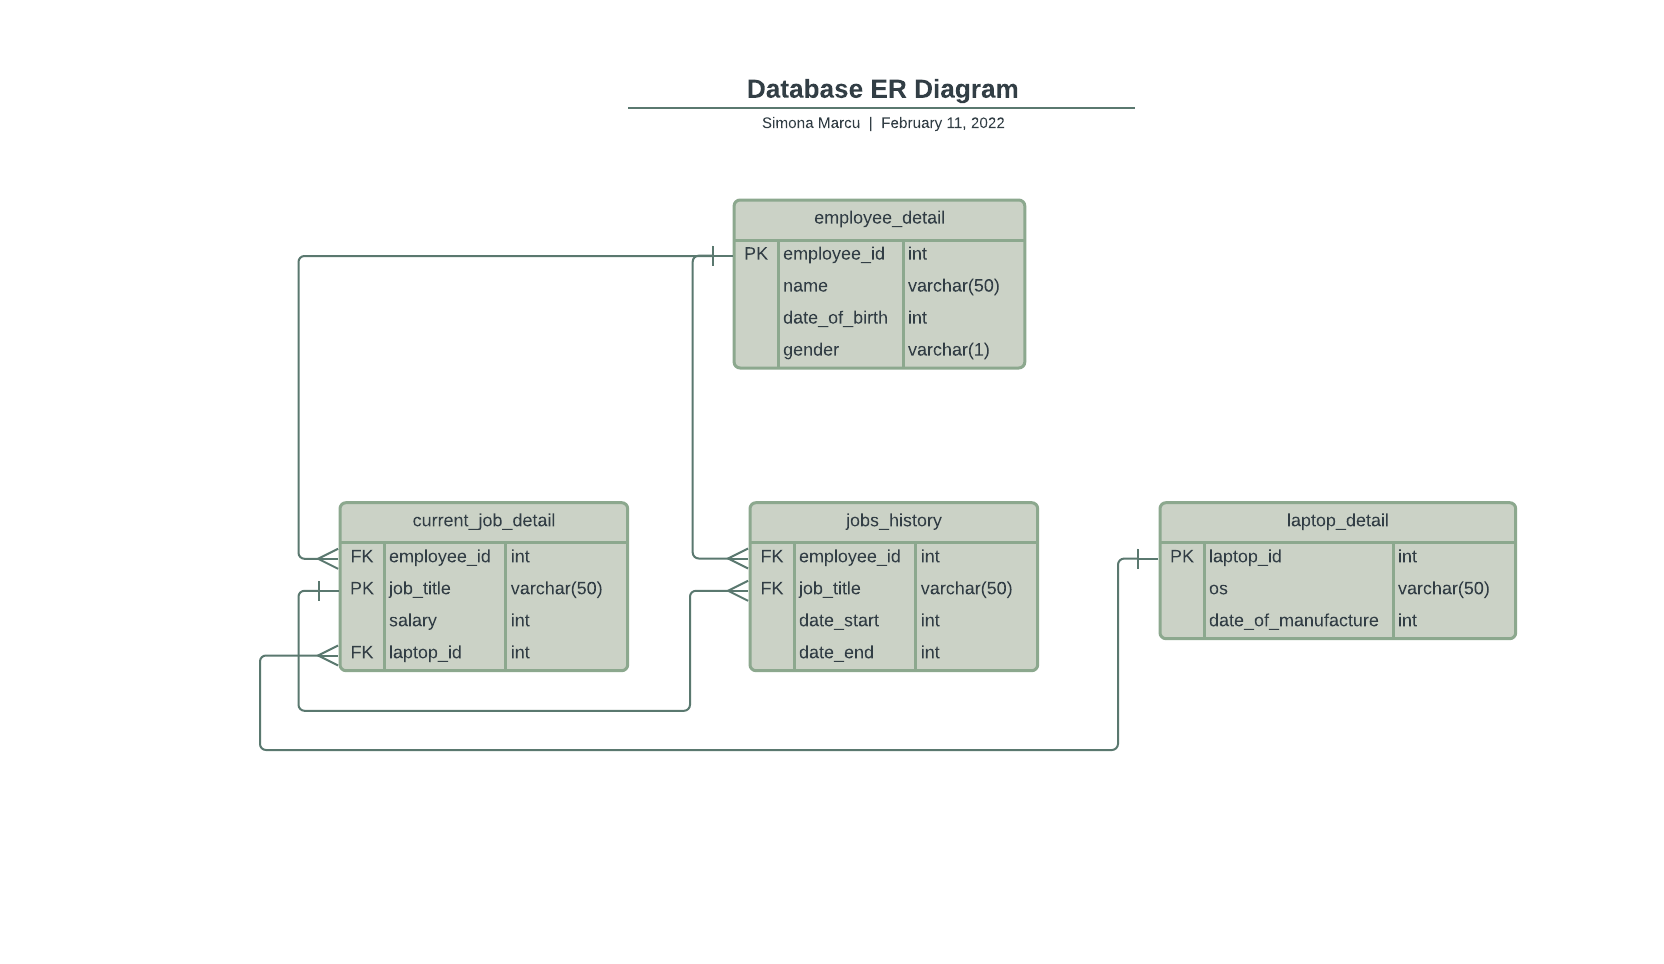 Database ER Diagram
Simona Marcu | February 11, 2022
employee_detail
PK employee_id int
name varchar(50)
date_of_birth int
gender varchar(1)
current_job_detail
FK employee_id int
PK job_title varchar(50)
salary int
FK laptop_id int
jobs_history
FK employee_id int
FK job_title varchar(50)
date_start int
date_end int
laptop_detail
PK laptop_id int
os varchar(50)
date_of_manufacture int